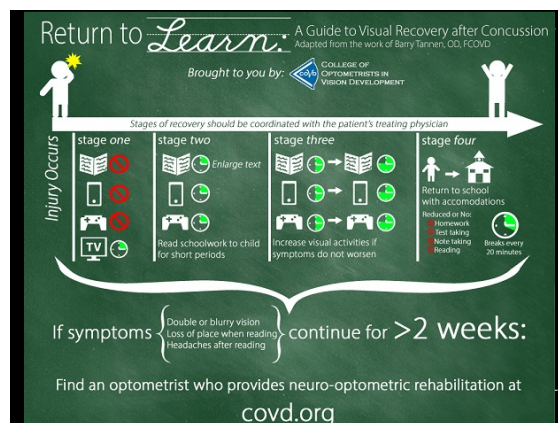 Return to Learn:
A Guide to Visual Recovery after Concussion
Adapted from the work of Barry Tannen, OD, FCOVD
Brought to you by:
COVD
COLLEGE OF
OPTOMETRISTS IN
VISION DEVELOPMENT
Stages of recovery should be coordinated with the patient's treating physician
Injury Occurs
stage one
TV
stage two
Enlarge text
Read schoolwork to child
for short periods
stage three
Increase visual activities if
symptoms do not worsen
stage four
Return to school
with accomodations
Reduced or No:
Homework
Test taking
Note taking
Reading
Breaks every
20 minutes
If symptoms
Double or blurry vision
Loss of place when reading
Headaches after reading
continue for >2 weeks:
Find an optometrist who provides neuro-optometric rehabilitation at
covd.org